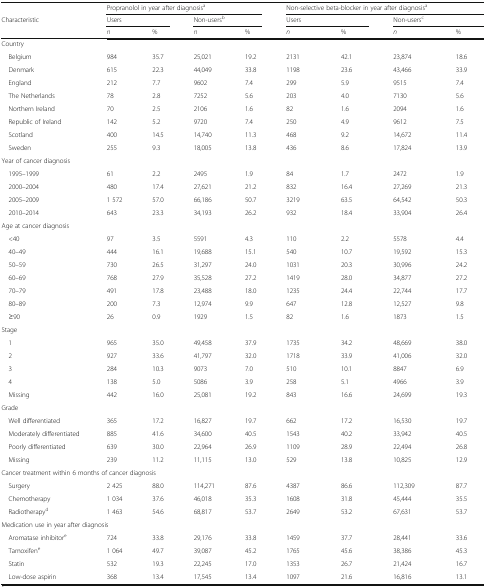 Propranolol in year after diagnosisa Non-selective beta-blocker in year after diagnosisa
Characteristic Users Non-usersb Users Non-usersc
n % n % n % n %
Country
Belgium 984 35.7 25,021 19.2 2131 42.1 23,874 18.6
Denmark 615 22.3 44,049 33.8 1198 23.6 43,466 33.9
England 212 7.7 9602 7.4 299 5.9 9515 7.4
The Netherlands 78 2.8 7252 5.6 203 4.0 7130 5.6
Northern Ireland 70 2.5 2106 1.6 82 1.6 2094 1.6
Republic of Ireland 142 5.2 9720 7.4 250 4.9 9612 7.5
Scotland 400 14.5 14,740 11.3 468 9.2 14,672 11.4
Sweden 255 9.3 18,005 13.8 436 8.6 17,824 13.9
Year of cancer diagnosis
1995–1999 61 2.2 2495 1.9 84 1.7 2472 1.9
2000–2004 480 17.4 27,621 21.2 832 16.4 27,269 21.3
2005–2009 1 572 57.0 66,186 50.7 3219 63.5 64,542 50.3
2010–2014 643 23.3 34,193 26.2 932 18.4 33,904 26.4
Age at cancer diagnosis
<40 97 3.5 5591 4.3 110 2.2 5578 4.4
40–49 444 16.1 19,688 15.1 540 10.7 19,592 15.3
50–59 730 26.5 31,297 24.0 1031 20.3 30,996 24.2
60–69 768 27.9 35,528 27.2 1419 28.0 34,877 27.2
70–79 491 17.8 23,488 18.0 1235 24.4 22,744 17.7
80–89 200 7.3 12,974 9.9 647 12.8 12,527 9.8
≥90 26 0.9 1929 1.5 82 1.6 1873 1.5
Stage
1 965 35.0 49,458 37.9 1735 34.2 48,669 38.0
2 927 33.6 41,797 32.0 1718 33.9 41,006 32.0
3 284 10.3 9073 7.0 510 10.1 8847 6.9
4 138 5.0 5086 3.9 258 5.1 4966 3.9
Missing 442 16.0 25,081 19.2 843 16.6 24,699 19.3
Grade
Well differentiated 365 17.2 16,827 19.7 662 17.2 16,530 19.7
Moderately differentiated 885 41.6 34,600 40.5 1543 40.2 33,942 40.5
Poorly differentiated 639 30.0 22,964 26.9 1109 28.9 22,494 26.8
Missing 239 11.2 11,115 13.0 529 13.8 10,825 12.9
Cancer treatment within 6 months of cancer diagnosis
Surgery 2 425 88.0 114,271 87.6 4387 86.6 112,309 87.7
Chemotherapy 1 034 37.6 46,018 35.3 1608 31.8 45,444 35.5
Radiotherapyd 1 463 54.6 68,817 53.7 2649 53.2 67,631 53.7
Medication use in year after diagnosis
Aromatase inhibitore 724 33.8 29,176 33.8 1459 37.7 28,441 33.6
Tamoxifene 1 064 49.7 39,087 45.2 1765 45.6 38,386 45.3
Statin 532 19.3 22,245 17.0 1353 26.7 21,424 16.7
Low-dose aspirin 368 13.4 17,545 13.4 1097 21.6 16,816 13.1